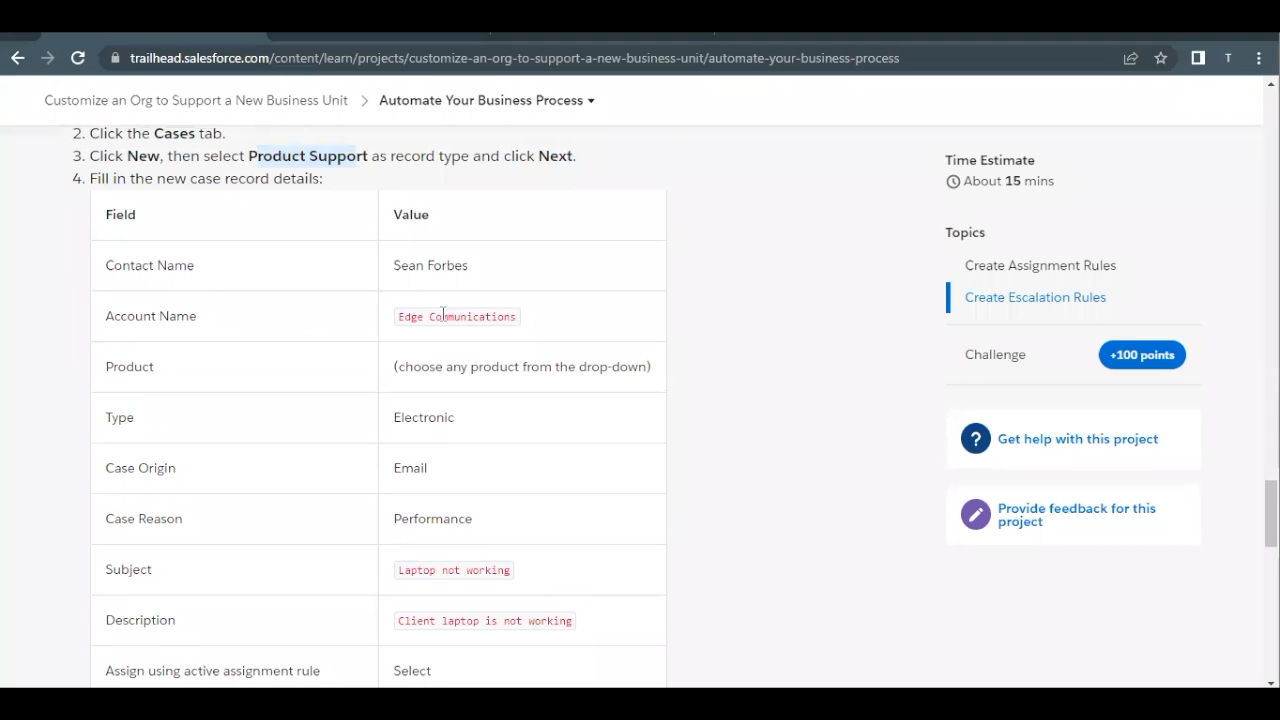 trailhead.salesforce.com/content/learn/projects/customize-an-org-to-support-a-new-business-unit/automate-your-business-process
T
Customize an Org to Support a New Business Unit > Automate Your Business Process
2. Click the Cases tab.
3. Click New, then select Product Support as record type and click Next.
4. Fill in the new case record details:
Field Value
Contact Name Sean Forbes
Account Name Edge Communications
Product (choose any product from the drop-down)
Type Electronic
Case Origin Email
Case Reason Performance
Subject Laptop not working
Description Client laptop is not working
Assign using active assignment rule Select
Time Estimate
About 15 mins
Topics
Create Assignment Rules
Create Escalation Rules
Challenge +100 points
? Get help with this project
Provide feedback for this
project